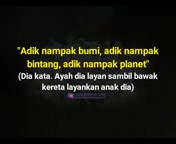 "Adik nampak bumi, adik nampak
bintang, adik nampak planet"
(Dia kata. Ayah dia layan sambil bawak
kereta layankan anak dia)